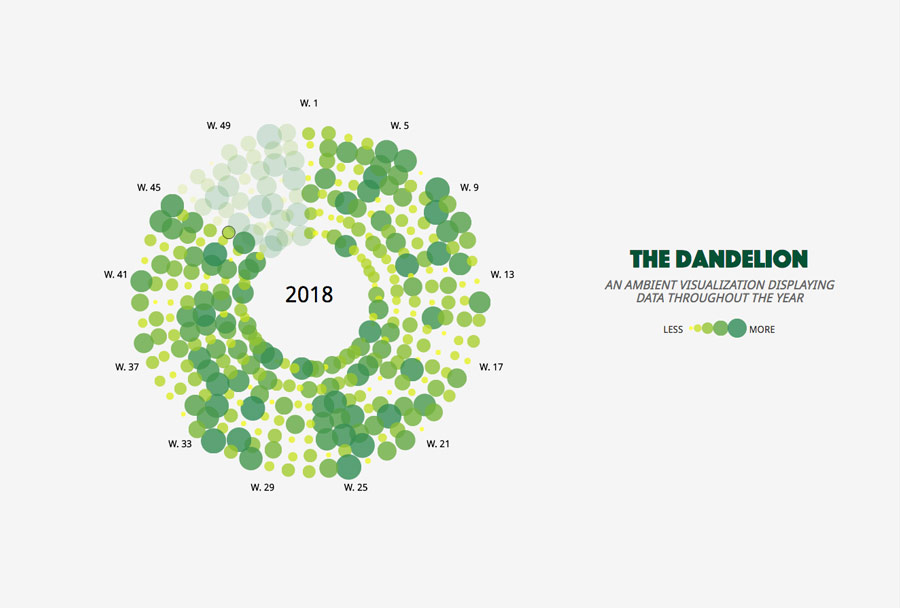 W. 1
W. 5
W. 9
W. 13
W. 17
W. 21
W. 25
W. 29
W. 33
W. 37
W. 41
W. 45
W. 49
2018
THE DANDELION
AN AMBIENT VISUALIZATION DISPLAYING
DATA THROUGHOUT THE YEAR
LESS MORE